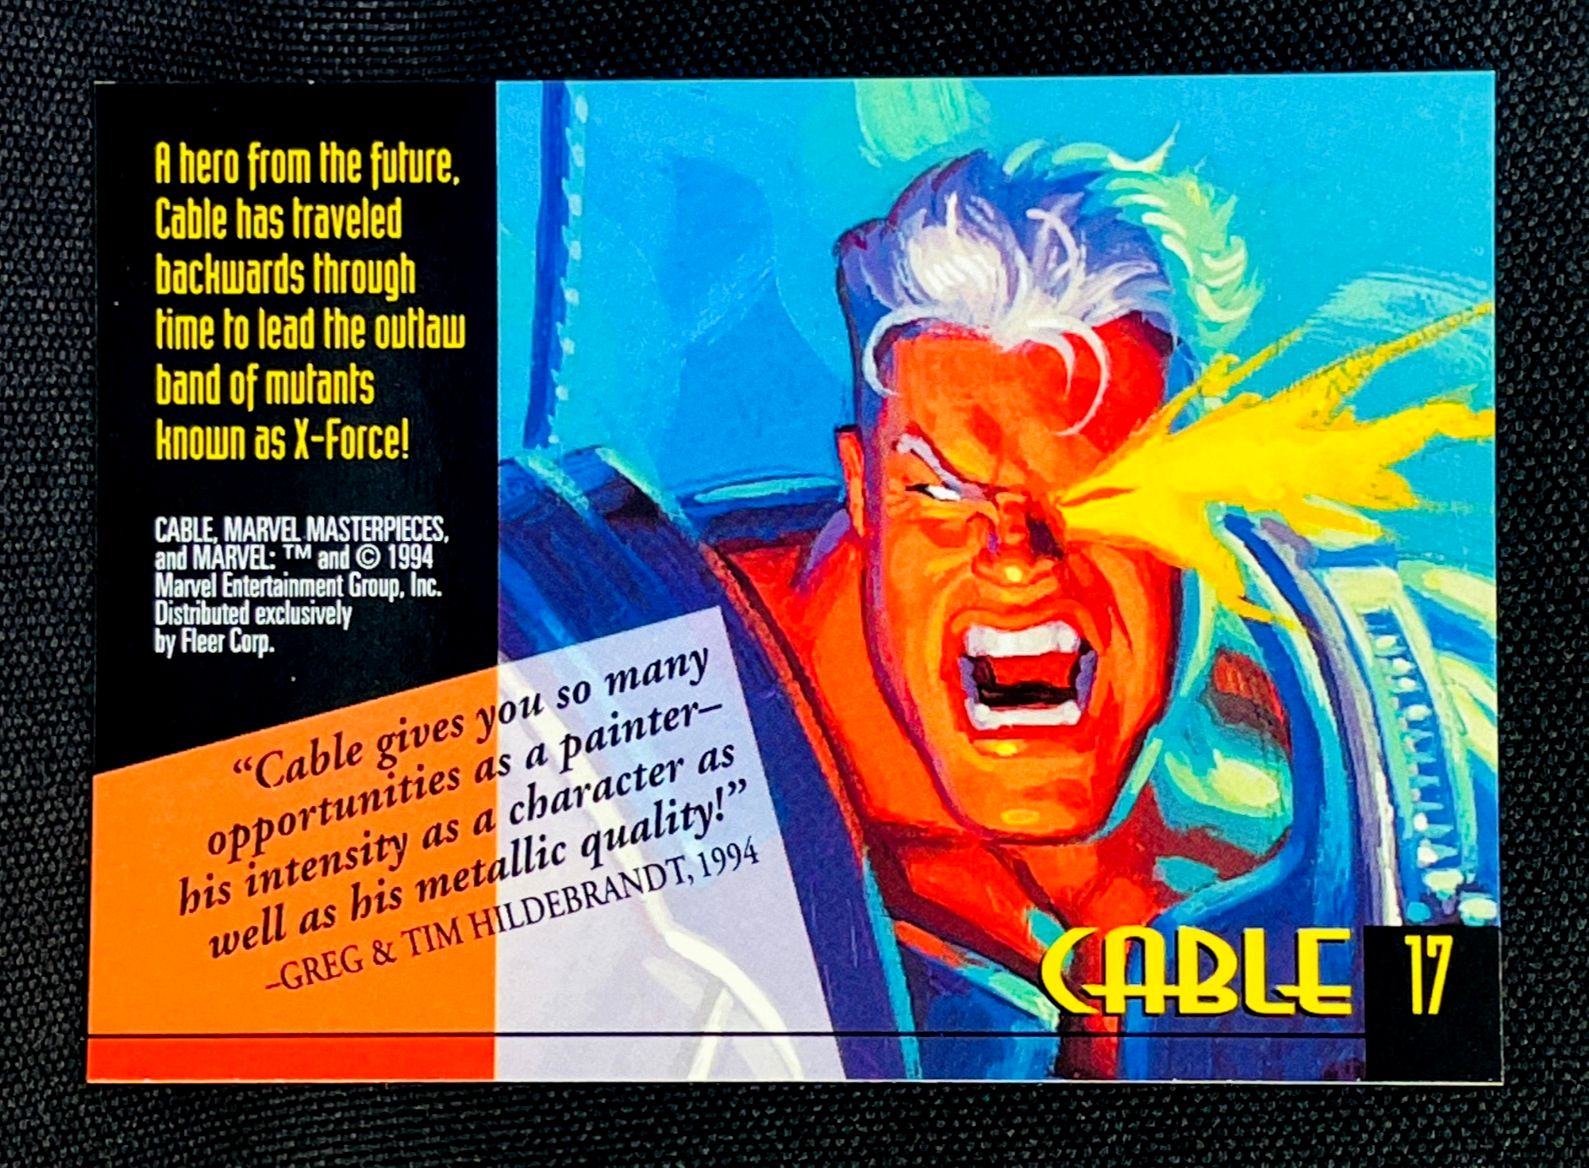 A hero from the future,
Cable has traveled
backwards through
time to lead the outlaw
band of mutants
known as X-Force!
CABLE, MARVEL MASTERPIECES,
and MARVEL: ™ and © 1994
Marvel Entertainment Group, Inc.
Distributed exclusively
by Fleer Corp.
“Cable gives you so many
opportunities as a painter–
his intensity as a character as
well as his metallic quality!”
–GREG & TIM HILDEBRANDT, 1994
CABLE
17